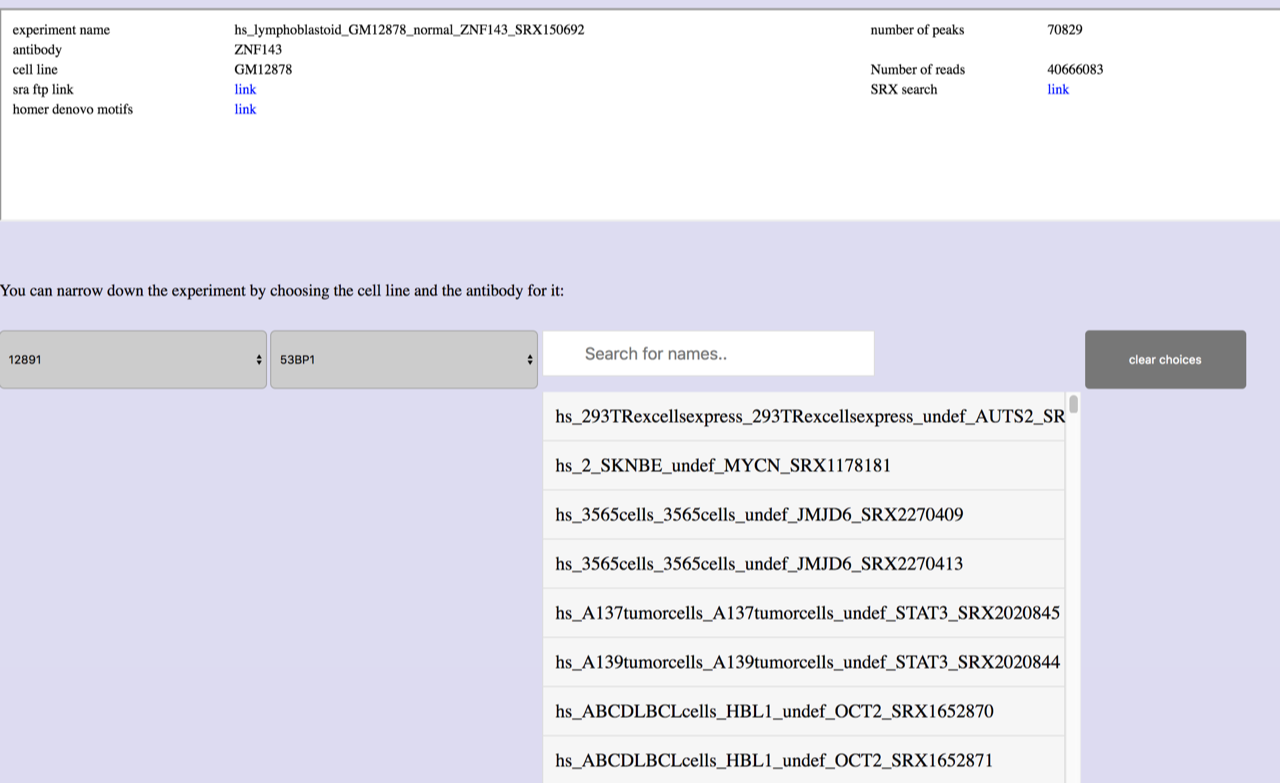 experiment name hs_lymphoblastoid_GM12878_normal_ZNF143_SRX150692 number of peaks 70829
antibody ZNF143
cell line GM12878 Number of reads 40666083
sra ftp link link SRX search link
homer denovo motifs link
You can narrow down the experiment by choosing the cell line and the antibody for it:
12891 53BP1 Search for names.. clear choices
hs_293TRexcellsexpress_293TRexcellsexpress_undef_AUTS2_SR
hs_2_SKNBE_undef_MYCN_SRX1178181
hs_3565cells_3565cells_undef_JMJD6_SRX2270409
hs_3565cells_3565cells_undef_JMJD6_SRX2270413
hs_A137tumorcells_A137tumorcells_undef_STAT3_SRX2020845
hs_A139tumorcells_A139tumorcells_undef_STAT3_SRX2020844
hs_ABCDLBCLcells_HBL1_undef_OCT2_SRX1652870
hs_ABCDLBCLcells_HBL1_undef_OCT2_SRX1652871